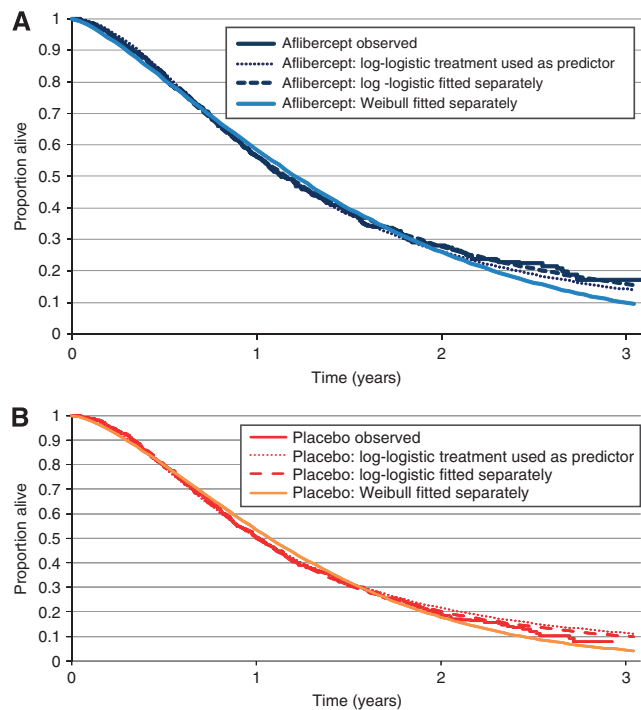 A
1
0.9
0.8
0.7
0.6
0.5
0.4
0.3
0.2
0.1
0
Proportion alive
Aflibercept observed
Aflibercept: log-logistic treatment used as predictor
Aflibercept: log -logistic fitted separately
Aflibercept: Weibull fitted separately
0 1 2 3
Time (years)
B
1
0.9
0.8
0.7
0.6
0.5
0.4
0.3
0.2
0.1
0
Proportion alive
Placebo observed
Placebo: log-logistic treatment used as predictor
Placebo: log-logistic fitted separately
Placebo: Weibull fitted separately
0 1 2 3
Time (years)